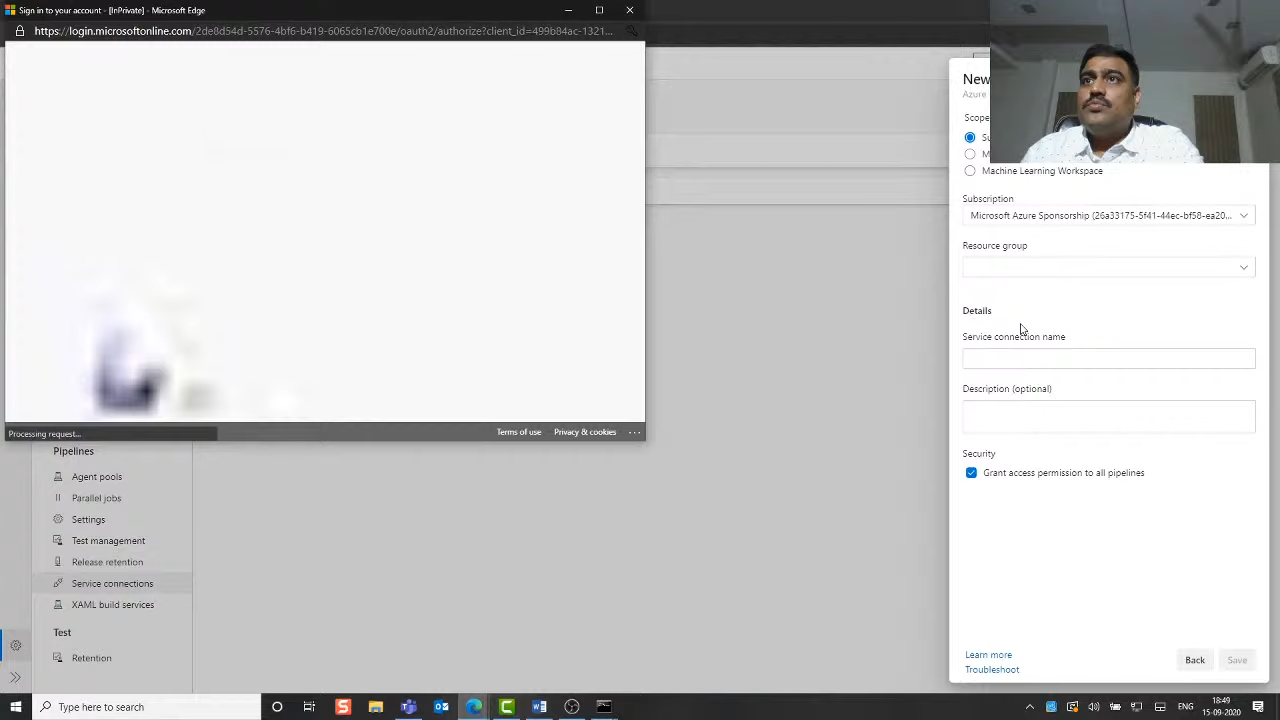 Sign in to your account - [InPrivate] - Microsoft Edge
https://login.microsoftonline.com/2de8d54d-5576-4bf6-b419-6065cb1e700e/oauth2/authorize?client_id=499b84ac-1321...
Processing request...
Terms of use
Privacy & cookies
...
Pipelines
Agent pools
Parallel jobs
Settings
Test management
Release retention
Service connections
XAML build services
Test
Retention
New
Azure
Scope
Su
M
Machine Learning Workspace
Subscription
Microsoft Azure Sponsorship (26a33175-5f41-44ec-bf58-ea20...
Resource group
Details
Service connection name
Description (optional)
Security
Grant access permission to all pipelines
Learn more
Troubleshoot
Back
Save
Type here to search
ENG
18:49
15-09-2020